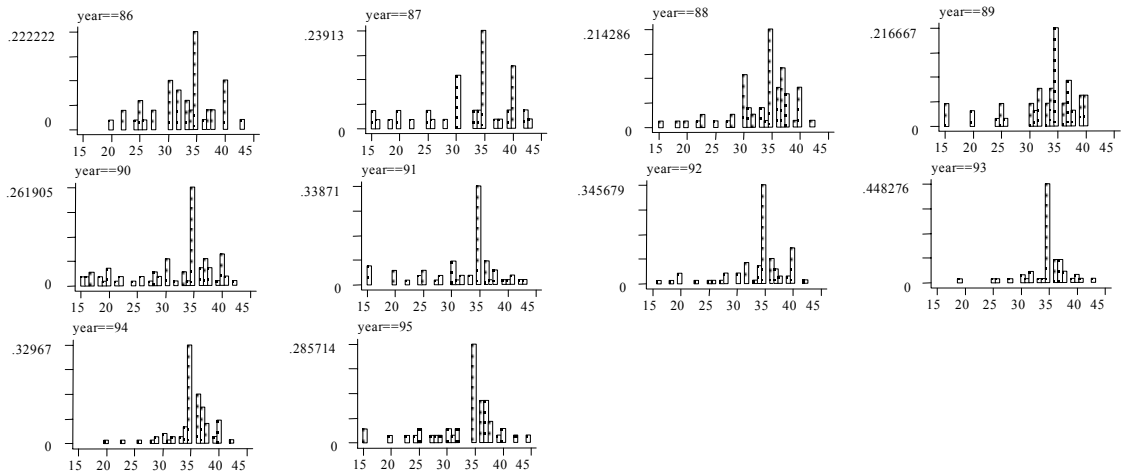 year==86
.222222
0
15 20 25 30 35 40 45
year==87
.23913
0
15 20 25 30 35 40 45
year==88
.214286
0
15 20 25 30 35 40 45
year==89
.216667
0
15 20 25 30 35 40 45
year==90
.261905
0
15 20 25 30 35 40 45
year==91
.33871
0
15 20 25 30 35 40 45
year==92
.345679
0
15 20 25 30 35 40 45
year==93
.448276
0
15 20 25 30 35 40 45
year==94
.32967
0
15 20 25 30 35 40 45
year==95
.285714
0
15 20 25 30 35 40 45